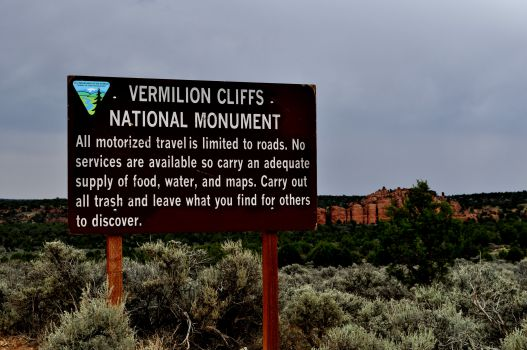 VERMILION CLIFFS
NATIONAL MONUMENT
All motorized travel is limited to roads. No
services are available so carry an adequate
supply of food, water, and maps. Carry out
all trash and leave what you find for others
to discover.